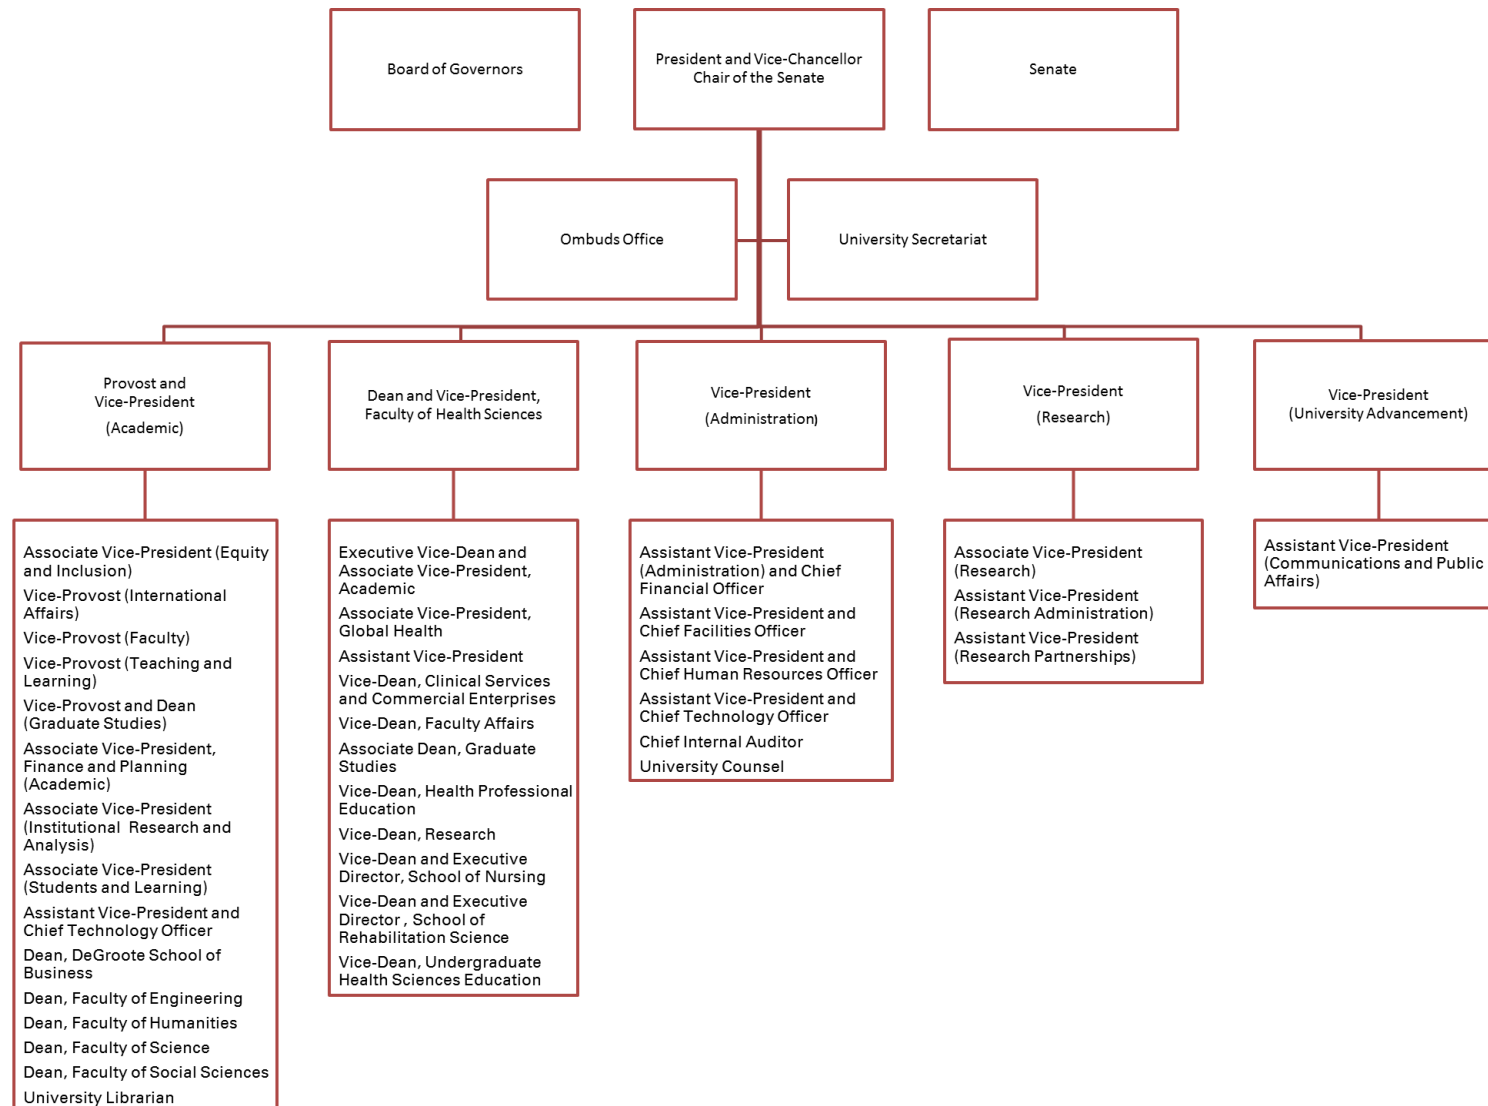 Board of Governors
President and Vice-Chancellor
Chair of the Senate
Senate
Ombuds Office
University Secretariat
Provost and
Vice-President
(Academic)
Dean and Vice-President,
Faculty of Health Sciences
Vice-President
(Administration)
Vice-President
(Research)
Vice-President
(University Advancement)
Associate Vice-President (Equity
and Inclusion)
Vice-Provost (International
Affairs)
Vice-Provost (Faculty)
Vice-Provost (Teaching and
Learning)
Vice-Provost and Dean
(Graduate Studies)
Associate Vice-President,
Finance and Planning
(Academic)
Associate Vice-President
(Institutional  Research and
Analysis)
Associate Vice-President
(Students and Learning)
Assistant Vice-President and
Chief Technology Officer
Dean, DeGroote School of
Business
Dean, Faculty of Engineering
Dean, Faculty of Humanities
Dean, Faculty of Science
Dean, Faculty of Social Sciences
University Librarian
Executive Vice-Dean and
Associate Vice-President,
Academic
Associate Vice-President,
Global Health
Assistant Vice-President
Vice-Dean, Clinical Services
and Commercial Enterprises
Vice-Dean, Faculty Affairs
Associate Dean, Graduate
Studies
Vice-Dean, Health Professional
Education
Vice-Dean, Research
Vice-Dean and Executive
Director, School of Nursing
Vice-Dean and Executive
Director , School of
Rehabilitation Science
Vice-Dean, Undergraduate
Health Sciences Education
Assistant Vice-President
(Administration) and Chief
Financial Officer
Assistant Vice-President and
Chief Facilities Officer
Assistant Vice-President and
Chief Human Resources Officer
Assistant Vice-President and
Chief Technology Officer
Chief Internal Auditor
University Counsel
Associate Vice-President
(Research)
Assistant Vice-President
(Research Administration)
Assistant Vice-President
(Research Partnerships)
Assistant Vice-President
(Communications and Public
Affairs)